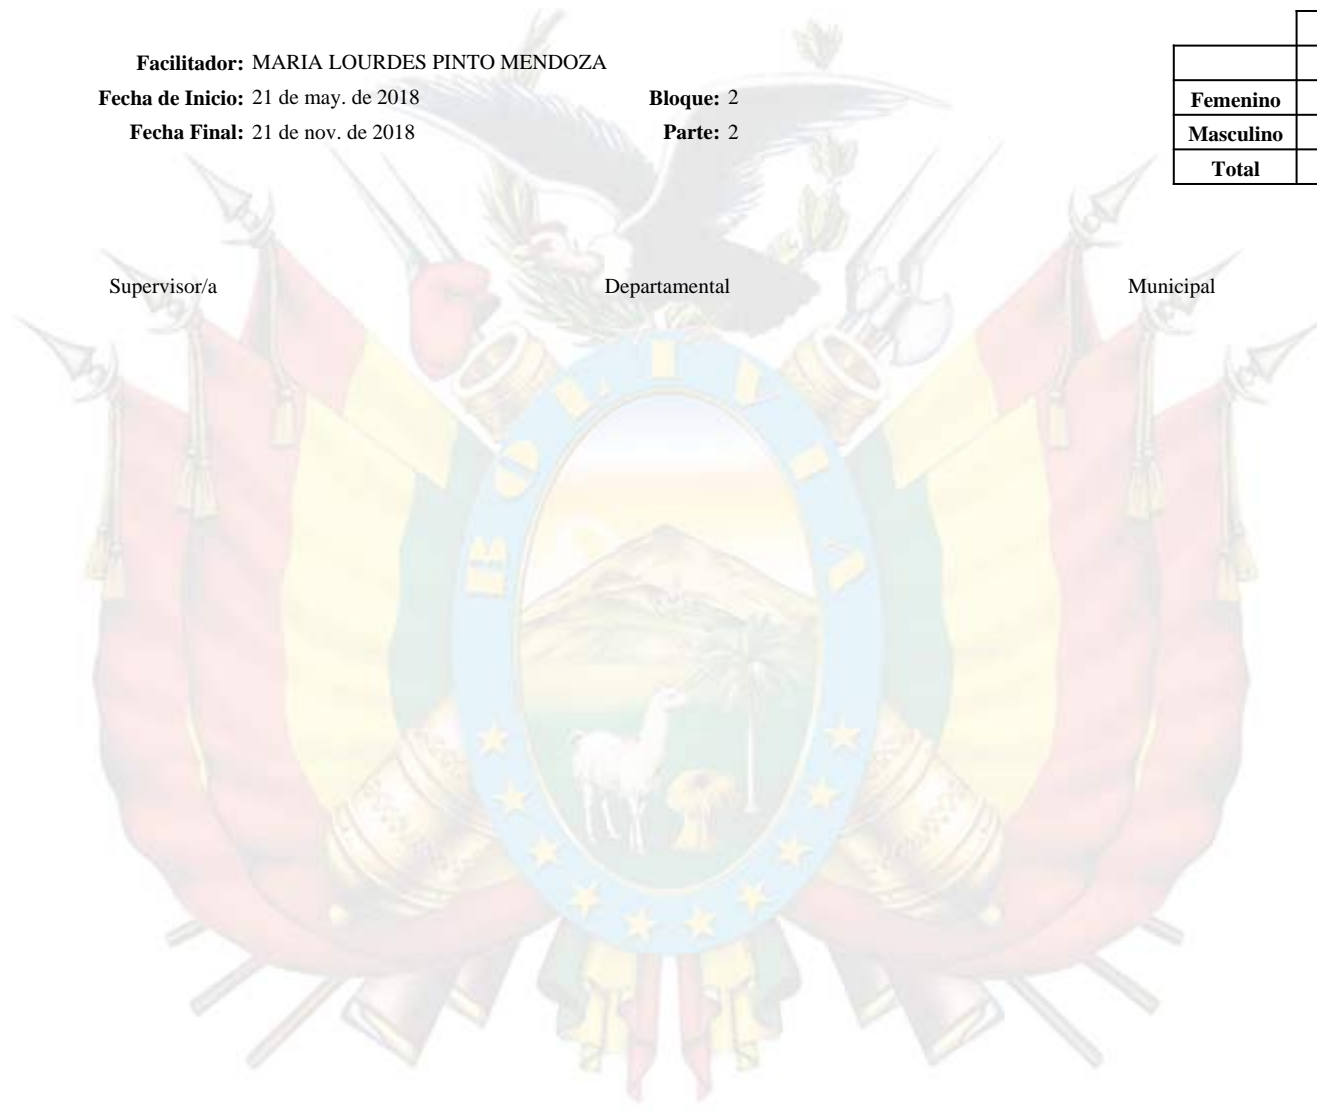 Facilitador: MARIA LOURDES PINTO MENDOZA
Fecha de Inicio: 21 de may. de 2018 Bloque: 2
Fecha Final: 21 de nov. de 2018 Parte: 2
Femenino
Masculino
Total
Supervisor/a Departamental Municipal
BOLIVIA